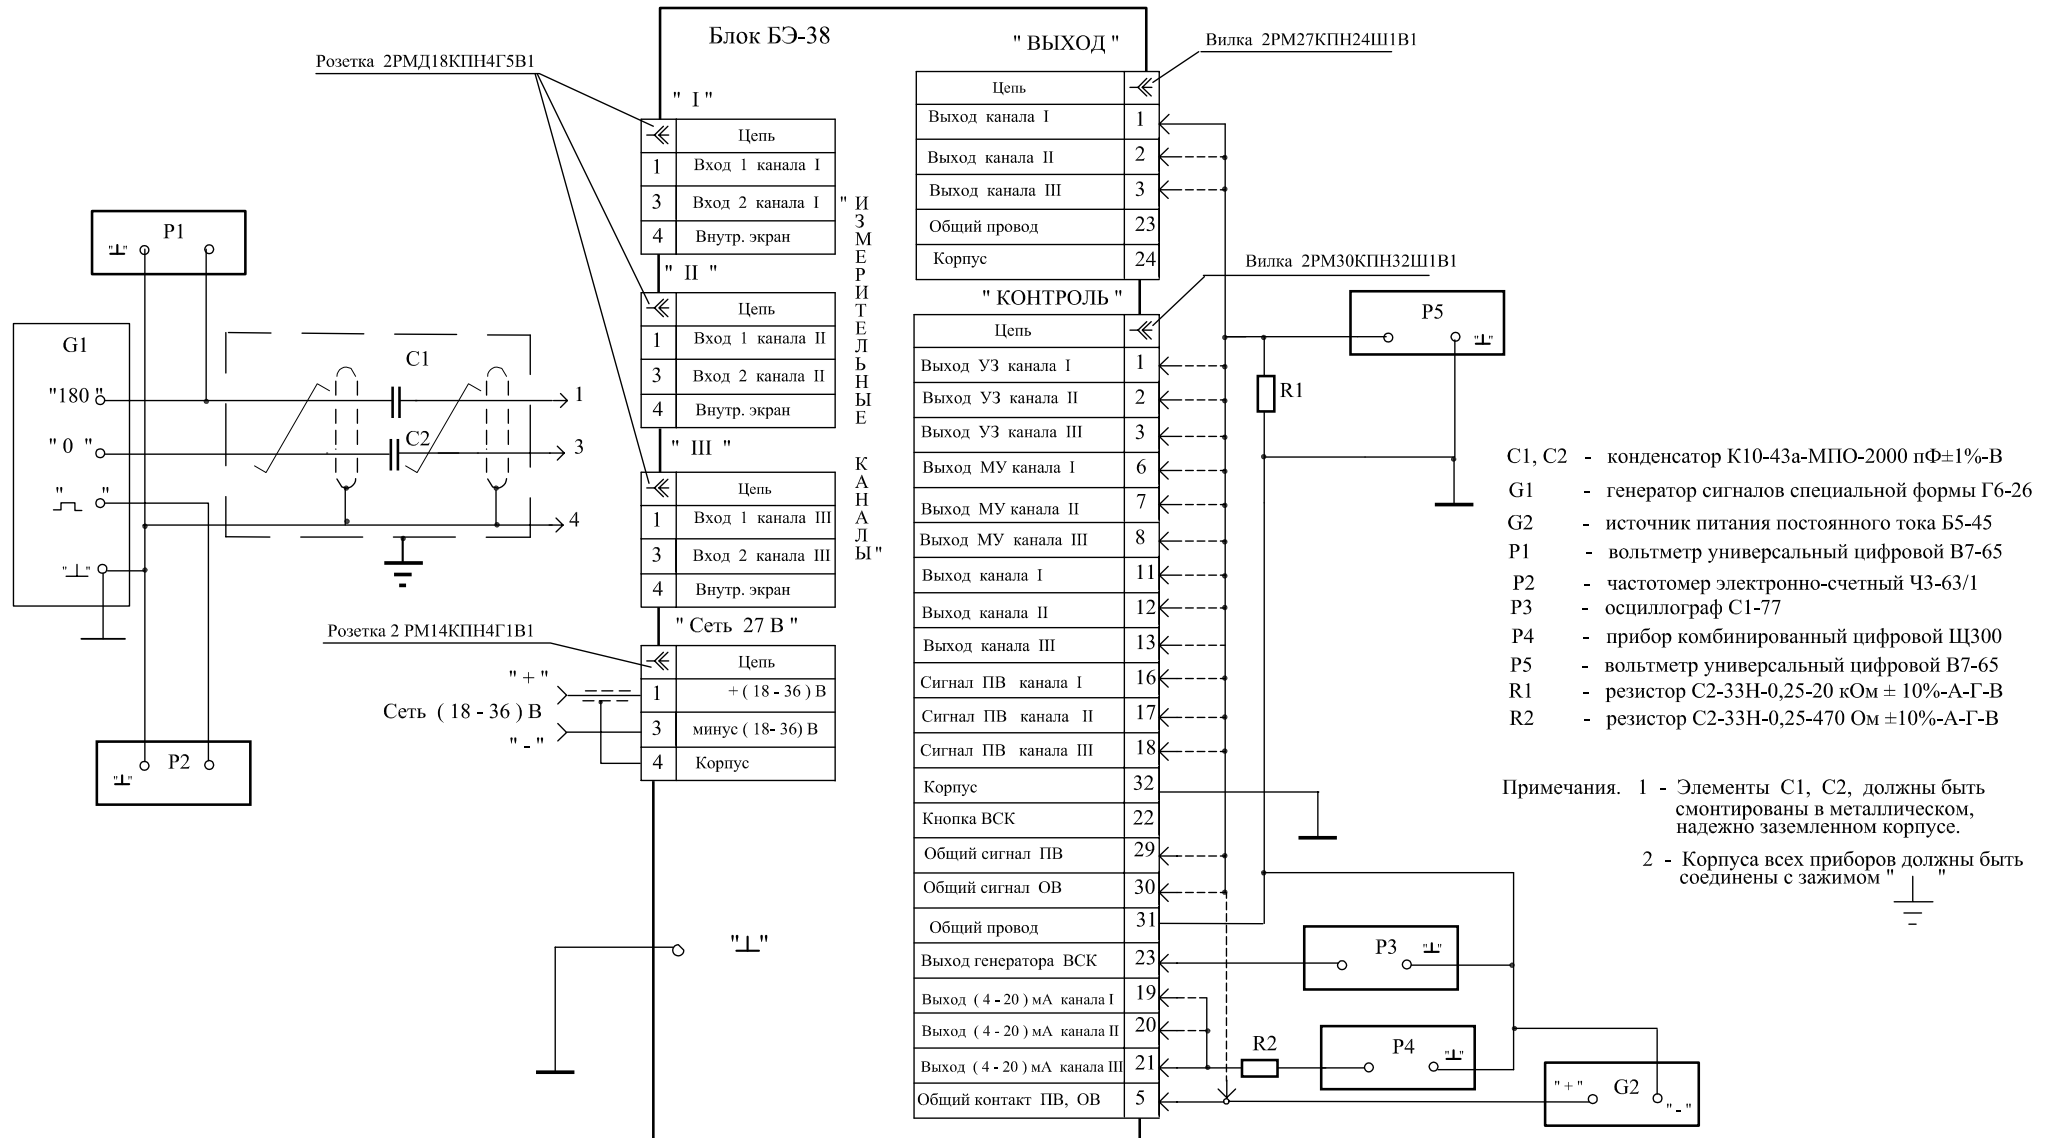 Блок БЭ-38
" ВЫХОД "
Вилка 2РМ27КПН24Ш1В1
Розетка 2РМД18КПН4Г5В1
" I "
Цепь
1 Вход 1 канала I
3 Вход 2 канала I
4 Внутр. экран
" II "
Цепь
1 Вход 1 канала II
3 Вход 2 канала II
4 Внутр. экран
" III "
Цепь
1 Вход 1 канала III
3 Вход 2 канала III
4 Внутр. экран
" ИЗМЕРИТЕЛЬНЫЕ КАНАЛЫ "
" Сеть 27 В "
Розетка 2 РМ14КПН4Г1В1
Цепь
1 + ( 18 - 36 ) В
3 минус ( 18- 36) В
4 Корпус
" + "
Сеть ( 18 - 36 ) В
" - "
P1
"⊥"
G1
"180 "
" 0 "
" "
"⊥"
C1
C2
1
3
4
P2
"⊥"
"⊥"
Цепь
Выход канала I 1
Выход канала II 2
Выход канала III 3
Общий провод 23
Корпус 24
" КОНТРОЛЬ "
Вилка 2РМ30КПН32Ш1В1
Цепь
Выход УЗ канала I 1
Выход УЗ канала II 2
Выход УЗ канала III 3
Выход МУ канала I 6
Выход МУ канала II 7
Выход МУ канала III 8
Выход канала I 11
Выход канала II 12
Выход канала III 13
Сигнал ПВ канала I 16
Сигнал ПВ канала II 17
Сигнал ПВ канала III 18
Корпус 32
Кнопка ВСК 22
Общий сигнал ПВ 29
Общий сигнал ОВ 30
Общий провод 31
Выход генератора ВСК 23
Выход ( 4 - 20 ) мА канала I 19
Выход ( 4 - 20 ) мА канала II 20
Выход ( 4 - 20 ) мА канала III 21
Общий контакт ПВ, ОВ 5
P5
"⊥"
R1
P3 "⊥"
R2
P4 "⊥"
" + " G2 " - "
C1, C2 - конденсатор К10-43а-МПО-2000 пФ±1%-В
G1 - генератор сигналов специальной формы Г6-26
G2 - источник питания постоянного тока Б5-45
P1 - вольтметр универсальный цифровой В7-65
P2 - частотомер электронно-счетный Ч3-63/1
P3 - осциллограф С1-77
P4 - прибор комбинированный цифровой Щ300
P5 - вольтметр универсальный цифровой В7-65
R1 - резистор С2-33Н-0,25-20 кОм ± 10%-А-Г-В
R2 - резистор С2-33Н-0,25-470 Ом ±10%-А-Г-В
Примечания. 1 - Элементы С1, С2, должны быть
смонтированы в металлическом,
надежно заземленном корпусе.
2 - Корпуса всех приборов должны быть
соединены с зажимом " "